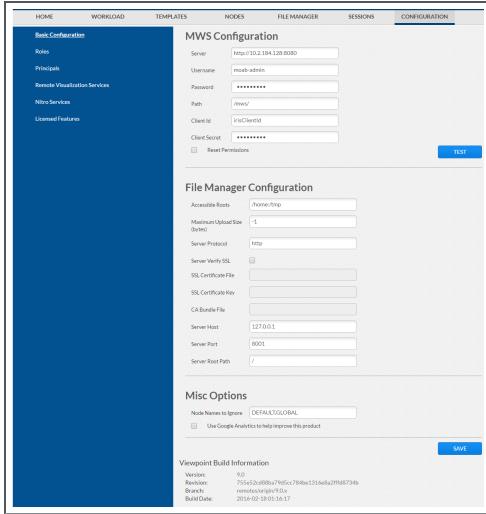 HOME WORKLOAD TEMPLATES NODES FILE MANAGER SESSIONS CONFIGURATION
Basic Configuration
Roles
Principals
Remote Visualization Services
Nitro Services
Licensed Features
MWS Configuration
Server http://10.2.184.128:8080
Username moab-admin
Password •••••••••
Path /mws/
Client Id irisClientId
Client Secret •••••••••
Reset Permissions
TEST
File Manager Configuration
Accessible Roots /home:/tmp
Maximum Upload Size -1
(bytes)
Server Protocol http
Server Verify SSL
SSL Certificate File
SSL Certificate Key
CA Bundle File
Server Host 127.0.0.1
Server Port 8001
Server Root Path /
Misc Options
Node Names to Ignore DEFAULT,GLOBAL
Use Google Analytics to help improve this product
SAVE
Viewpoint Build Information
Version: 9.0
Revision: 755e52cd88ba79d5cc784be1316e8a2ffd8734b
Branch: remotes/origin/9.0.x
Build Date: 2016-02-18 01:16:17